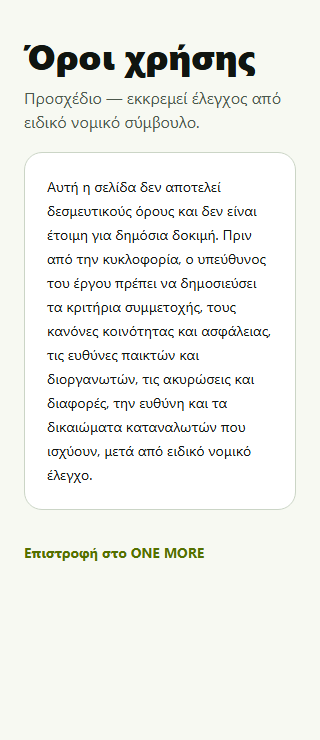 Όροι χρήσης
Προσχέδιο — εκκρεμεί έλεγχος από
ειδικό νομικό σύμβουλο.
Αυτή η σελίδα δεν αποτελεί
δεσμευτικούς όρους και δεν είναι
έτοιμη για δημόσια δοκιμή. Πριν
από την κυκλοφορία, ο υπεύθυνος
του έργου πρέπει να δημοσιεύσει
τα κριτήρια συμμετοχής, τους
κανόνες κοινότητας και ασφάλειας,
τις ευθύνες παικτών και
διοργανωτών, τις ακυρώσεις και
διαφορές, την ευθύνη και τα
δικαιώματα καταναλωτών που
ισχύουν, μετά από ειδικό νομικό
έλεγχο.
Επιστροφή στο ONE MORE